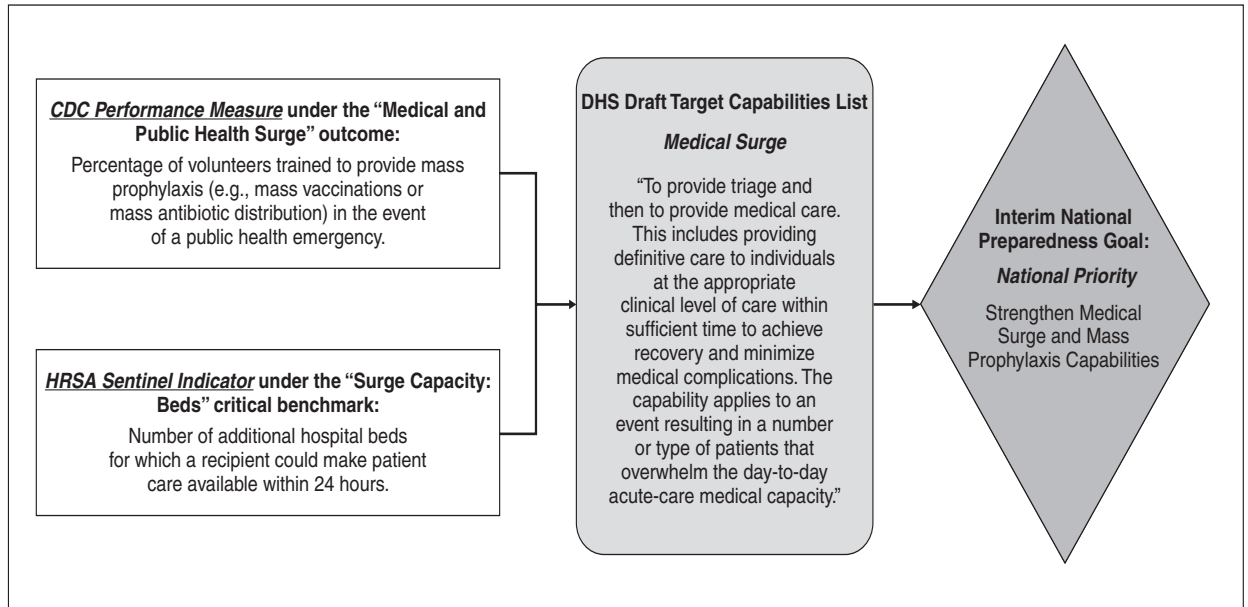 CDC Performance Measure under the “Medical and
Public Health Surge” outcome:
Percentage of volunteers trained to provide mass
prophylaxis (e.g., mass vaccinations or
mass antibiotic distribution) in the event
of a public health emergency.
HRSA Sentinel Indicator under the “Surge Capacity:
Beds” critical benchmark:
Number of additional hospital beds
for which a recipient could make patient
care available within 24 hours.
DHS Draft Target Capabilities List
Medical Surge
“To provide triage and
then to provide medical care.
This includes providing
definitive care to individuals
at the appropriate
clinical level of care within
sufficient time to achieve
recovery and minimize
medical complications. The
capability applies to an
event resulting in a number
or type of patients that
overwhelm the day-to-day
acute-care medical capacity.”
Interim National
Preparedness Goal:
National Priority
Strengthen Medical
Surge and Mass
Prophylaxis Capabilities